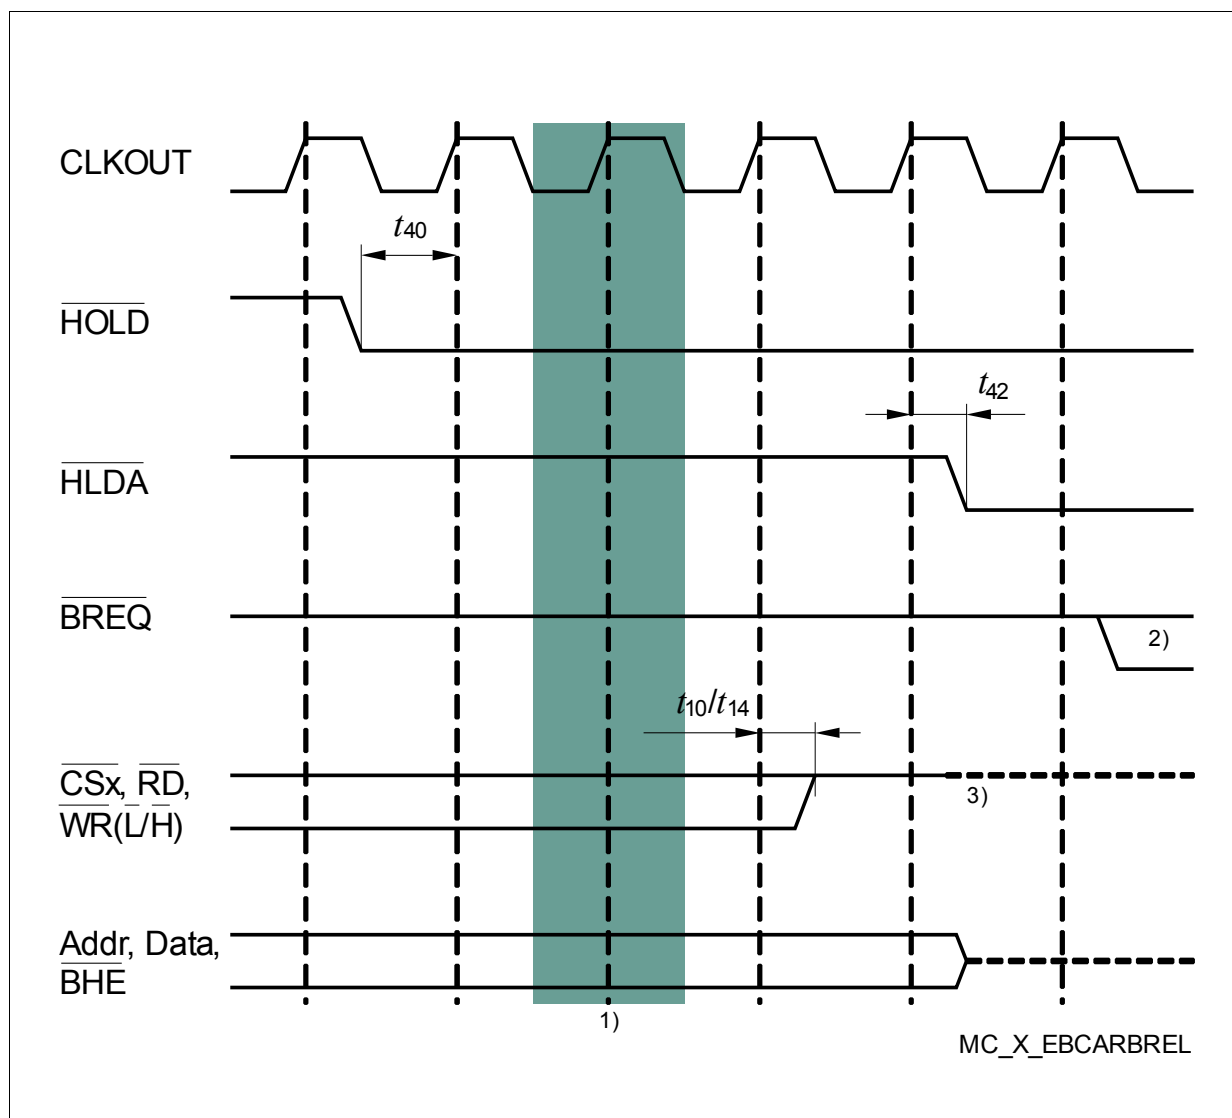 CLKOUT
t40
HOLD
t42
HLDA
BREQ
2)
t10/t14
CSx, RD,
3)
WR(L/H)
Addr, Data,
BHE
1)
MC_X_EBCARBREL